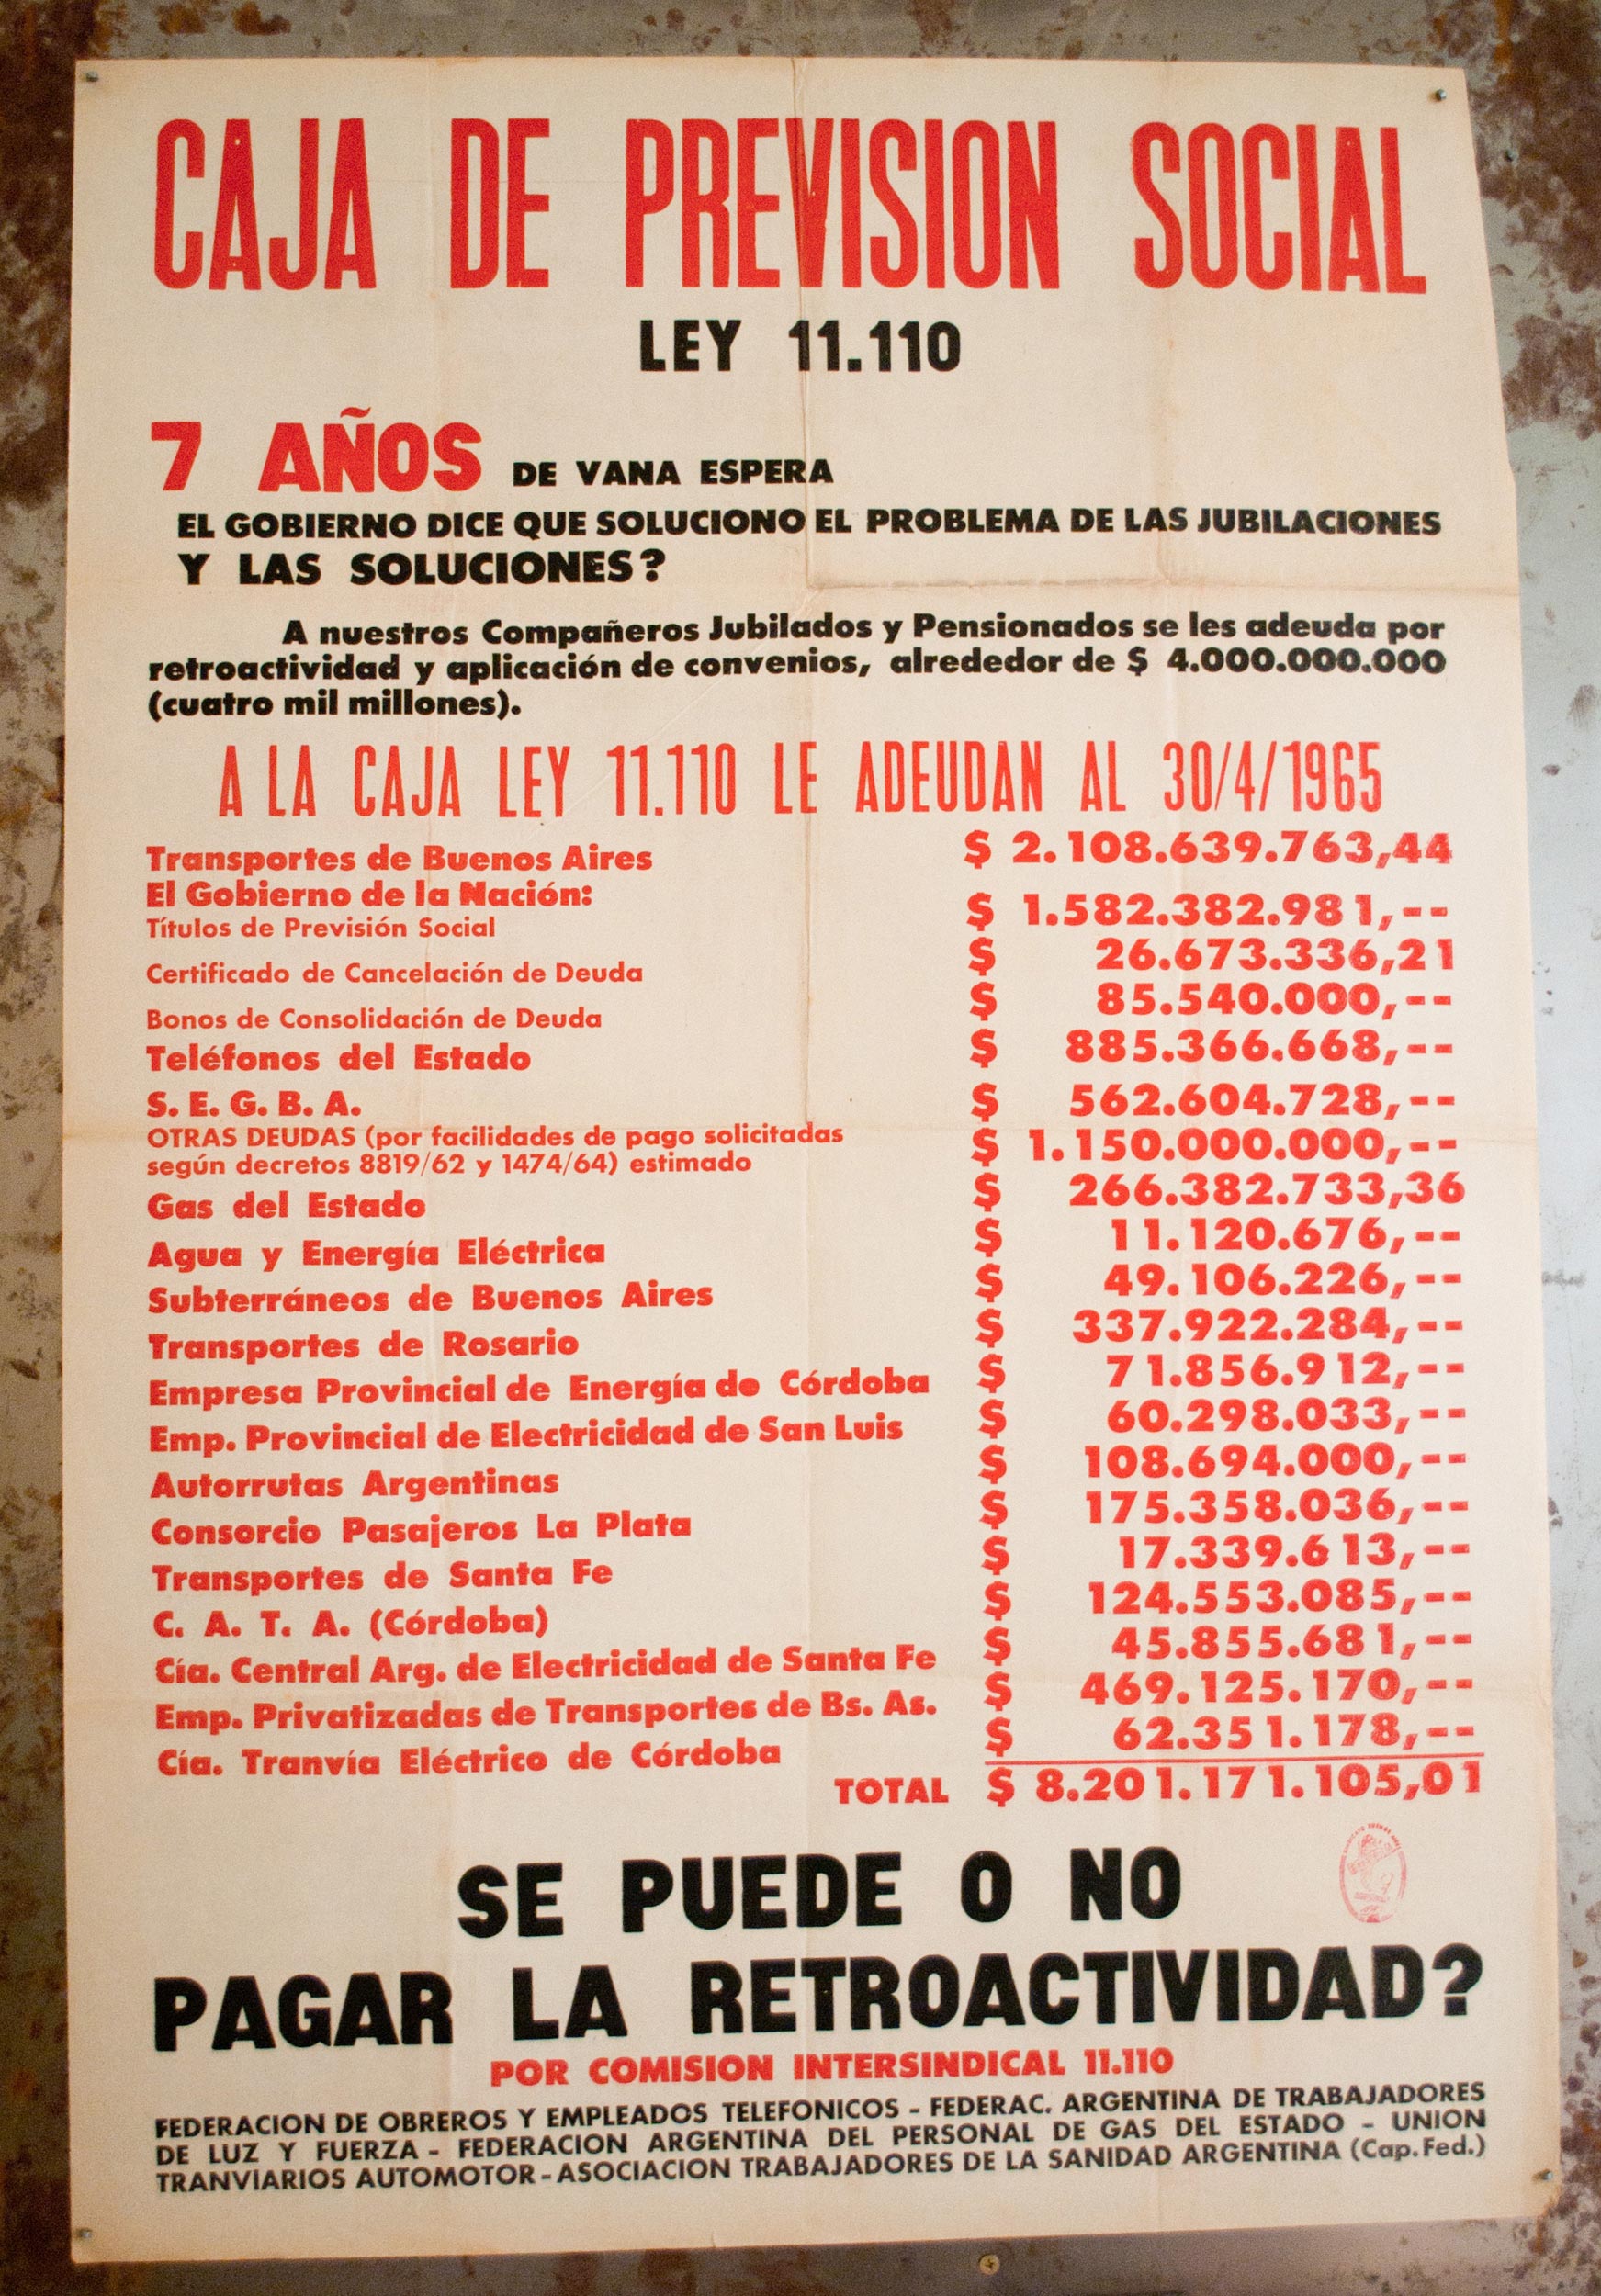 CAJA DE PREVISION SOCIAL
LEY 11.110
7 AÑOS DE VANA ESPERA
EL GOBIERNO DICE QUE SOLUCIONO EL PROBLEMA DE LAS JUBILACIONES
Y LAS SOLUCIONES?
A nuestros Compañeros Jubilados y Pensionados se les adeuda por
retroactividad y aplicación de convenios, alrededor de $ 4.000.000.000
(cuatro mil millones).
A LA CAJA LEY 11.110 LE ADEUDAN AL 30/4/1965
Transportes de Buenos Aires $ 2.108.639.763,44
El Gobierno de la Nación:
Títulos de Previsión Social $ 1.582.382.981,--
Certificado de Cancelación de Deuda $ 26.673.336,21
Bonos de Consolidación de Deuda $ 85.540.000,--
Teléfonos del Estado $ 885.366.668,--
S. E. G. B. A. $ 562.604.728,--
OTRAS DEUDAS (por facilidades de pago solicitadas
según decretos 8819/62 y 1474/64) estimado $ 1.150.000.000,--
Gas del Estado $ 266.382.733,36
Agua y Energía Eléctrica $ 11.120.676,--
Subterráneos de Buenos Aires $ 49.106.226,--
Transportes de Rosario $ 337.922.284,--
Empresa Provincial de Energía de Córdoba $ 71.856.912,--
Emp. Provincial de Electricidad de San Luis $ 60.298.033,--
Autorrutas Argentinas $ 108.694.000,--
Consorcio Pasajeros La Plata $ 175.358.036,--
Transportes de Santa Fe $ 17.339.613,--
C. A. T. A. (Córdoba) $ 124.553.085,--
Cía. Central Arg. de Electricidad de Santa Fe $ 45.855.681,--
Emp. Privatizadas de Transportes de Bs. As. $ 469.125.170,--
Cía. Tranvía Eléctrico de Córdoba $ 62.351.178,--
TOTAL $ 8.201.171.105,01
SE PUEDE O NO
PAGAR LA RETROACTIVIDAD?
POR COMISION INTERSINDICAL 11.110
FEDERACION DE OBREROS Y EMPLEADOS TELEFONICOS - FEDERAC. ARGENTINA DE TRABAJADORES
DE LUZ Y FUERZA - FEDERACION ARGENTINA DEL PERSONAL DE GAS DEL ESTADO - UNION
TRANVIARIOS AUTOMOTOR - ASOCIACION TRABAJADORES DE LA SANIDAD ARGENTINA (Cap. Fed.)